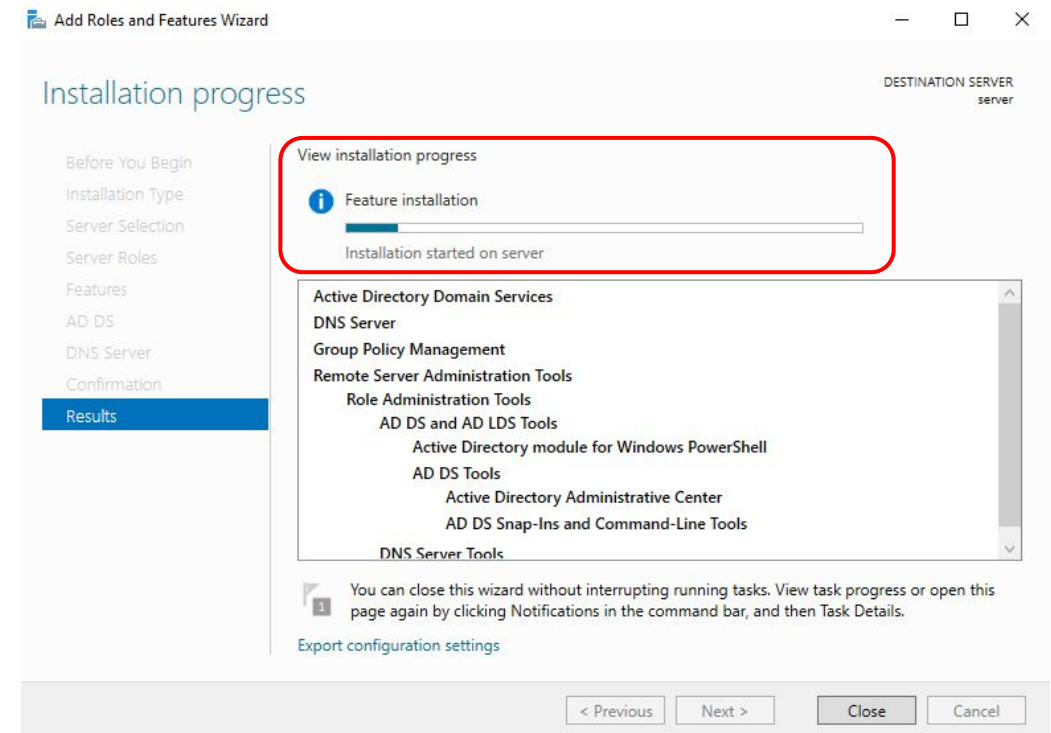 Add Roles and Features Wizard
Installation progress
DESTINATION SERVER
server
Before You Begin
Installation Type
Server Selection
Server Roles
Features
AD DS
DNS Server
Confirmation
Results
View installation progress
Feature installation
Installation started on server
Active Directory Domain Services
DNS Server
Group Policy Management
Remote Server Administration Tools
Role Administration Tools
AD DS and AD LDS Tools
Active Directory module for Windows PowerShell
AD DS Tools
Active Directory Administrative Center
AD DS Snap-Ins and Command-Line Tools
DNS Server Tools
1
You can close this wizard without interrupting running tasks. View task progress or open this
page again by clicking Notifications in the command bar, and then Task Details.
Export configuration settings
< Previous
Next >
Close
Cancel